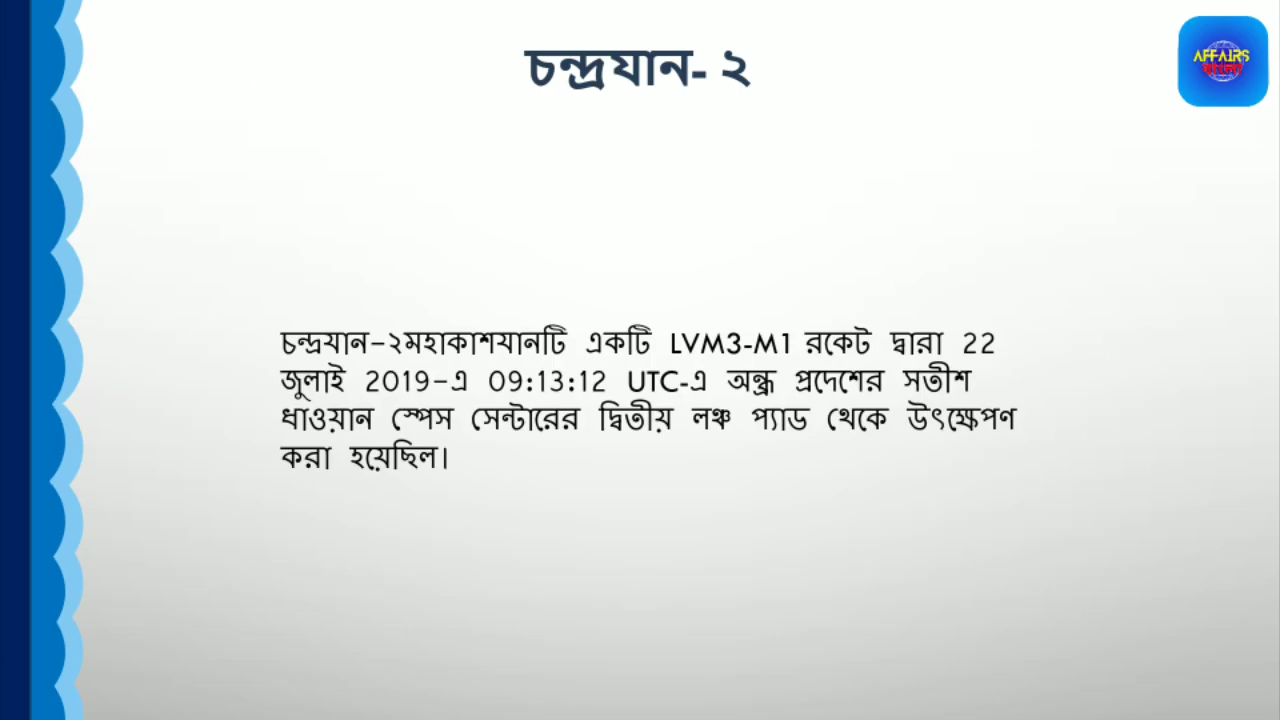 চন্দ্রযান- ২
AFFAIRS
বাংলা
চন্দ্রযান-২মহাকাশযানটি একটি LVM3-M1 রকেট দ্বারা 22
জুলাই 2019-এ 09:13:12 UTC-এ অন্ধ্র প্রদেশের সতীশ
ধাওয়ান স্পেস সেন্টারের দ্বিতীয় লঞ্চ প্যাড থেকে উৎক্ষেপণ
করা হয়েছিল।